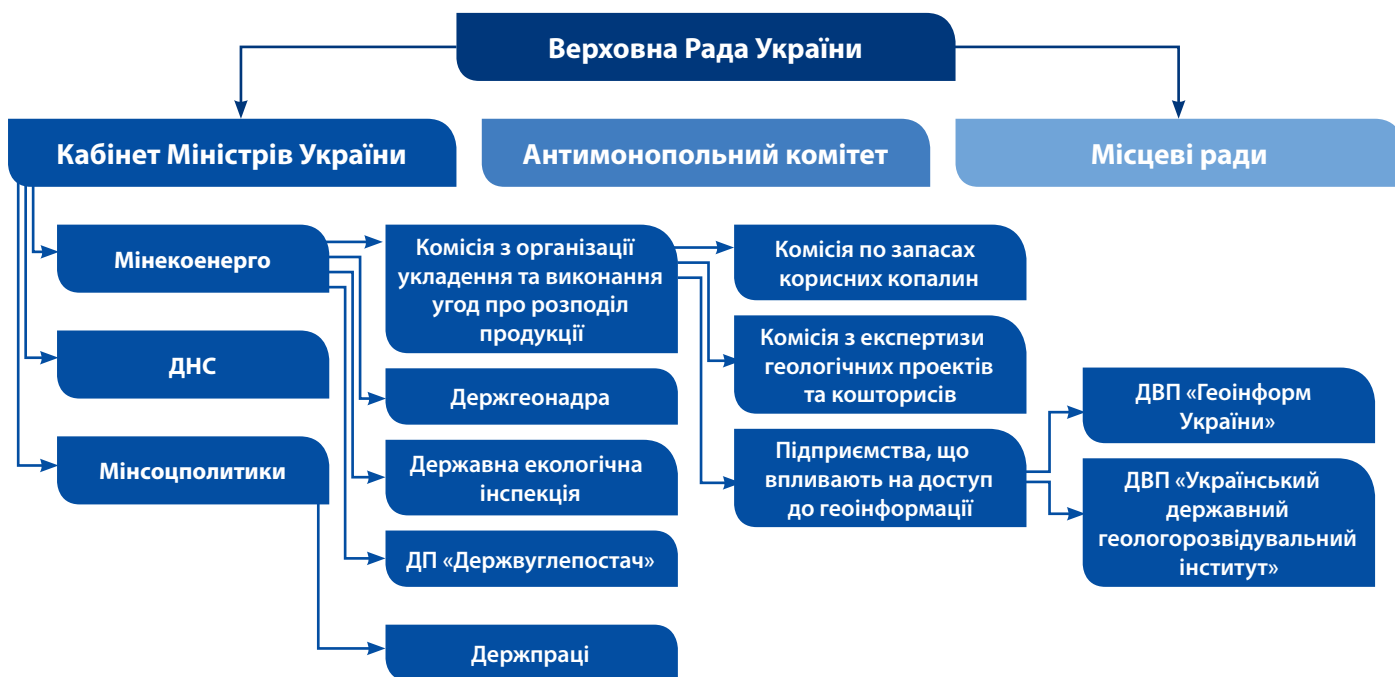 Верховна Рада України
Кабінет Міністрів України
Антимонопольний комітет
Місцеві ради
Мінекоенерго
ДНС
Мінсоцполитики
Комісія з організації
укладення та виконання
угод про розподіл
продукції
Держгеонадра
Державна екологічна
інспекція
ДП «Держвуглепостач»
Держпраці
Комісія по запасах
корисних копалин
Комісія з експертизи
геологічних проектів
та кошторисів
Підприємства, що
впливають на доступ
до геоінформації
ДВП «Геоінформ
України»
ДВП «Український
державний
геологорозвідувальний
інститут»